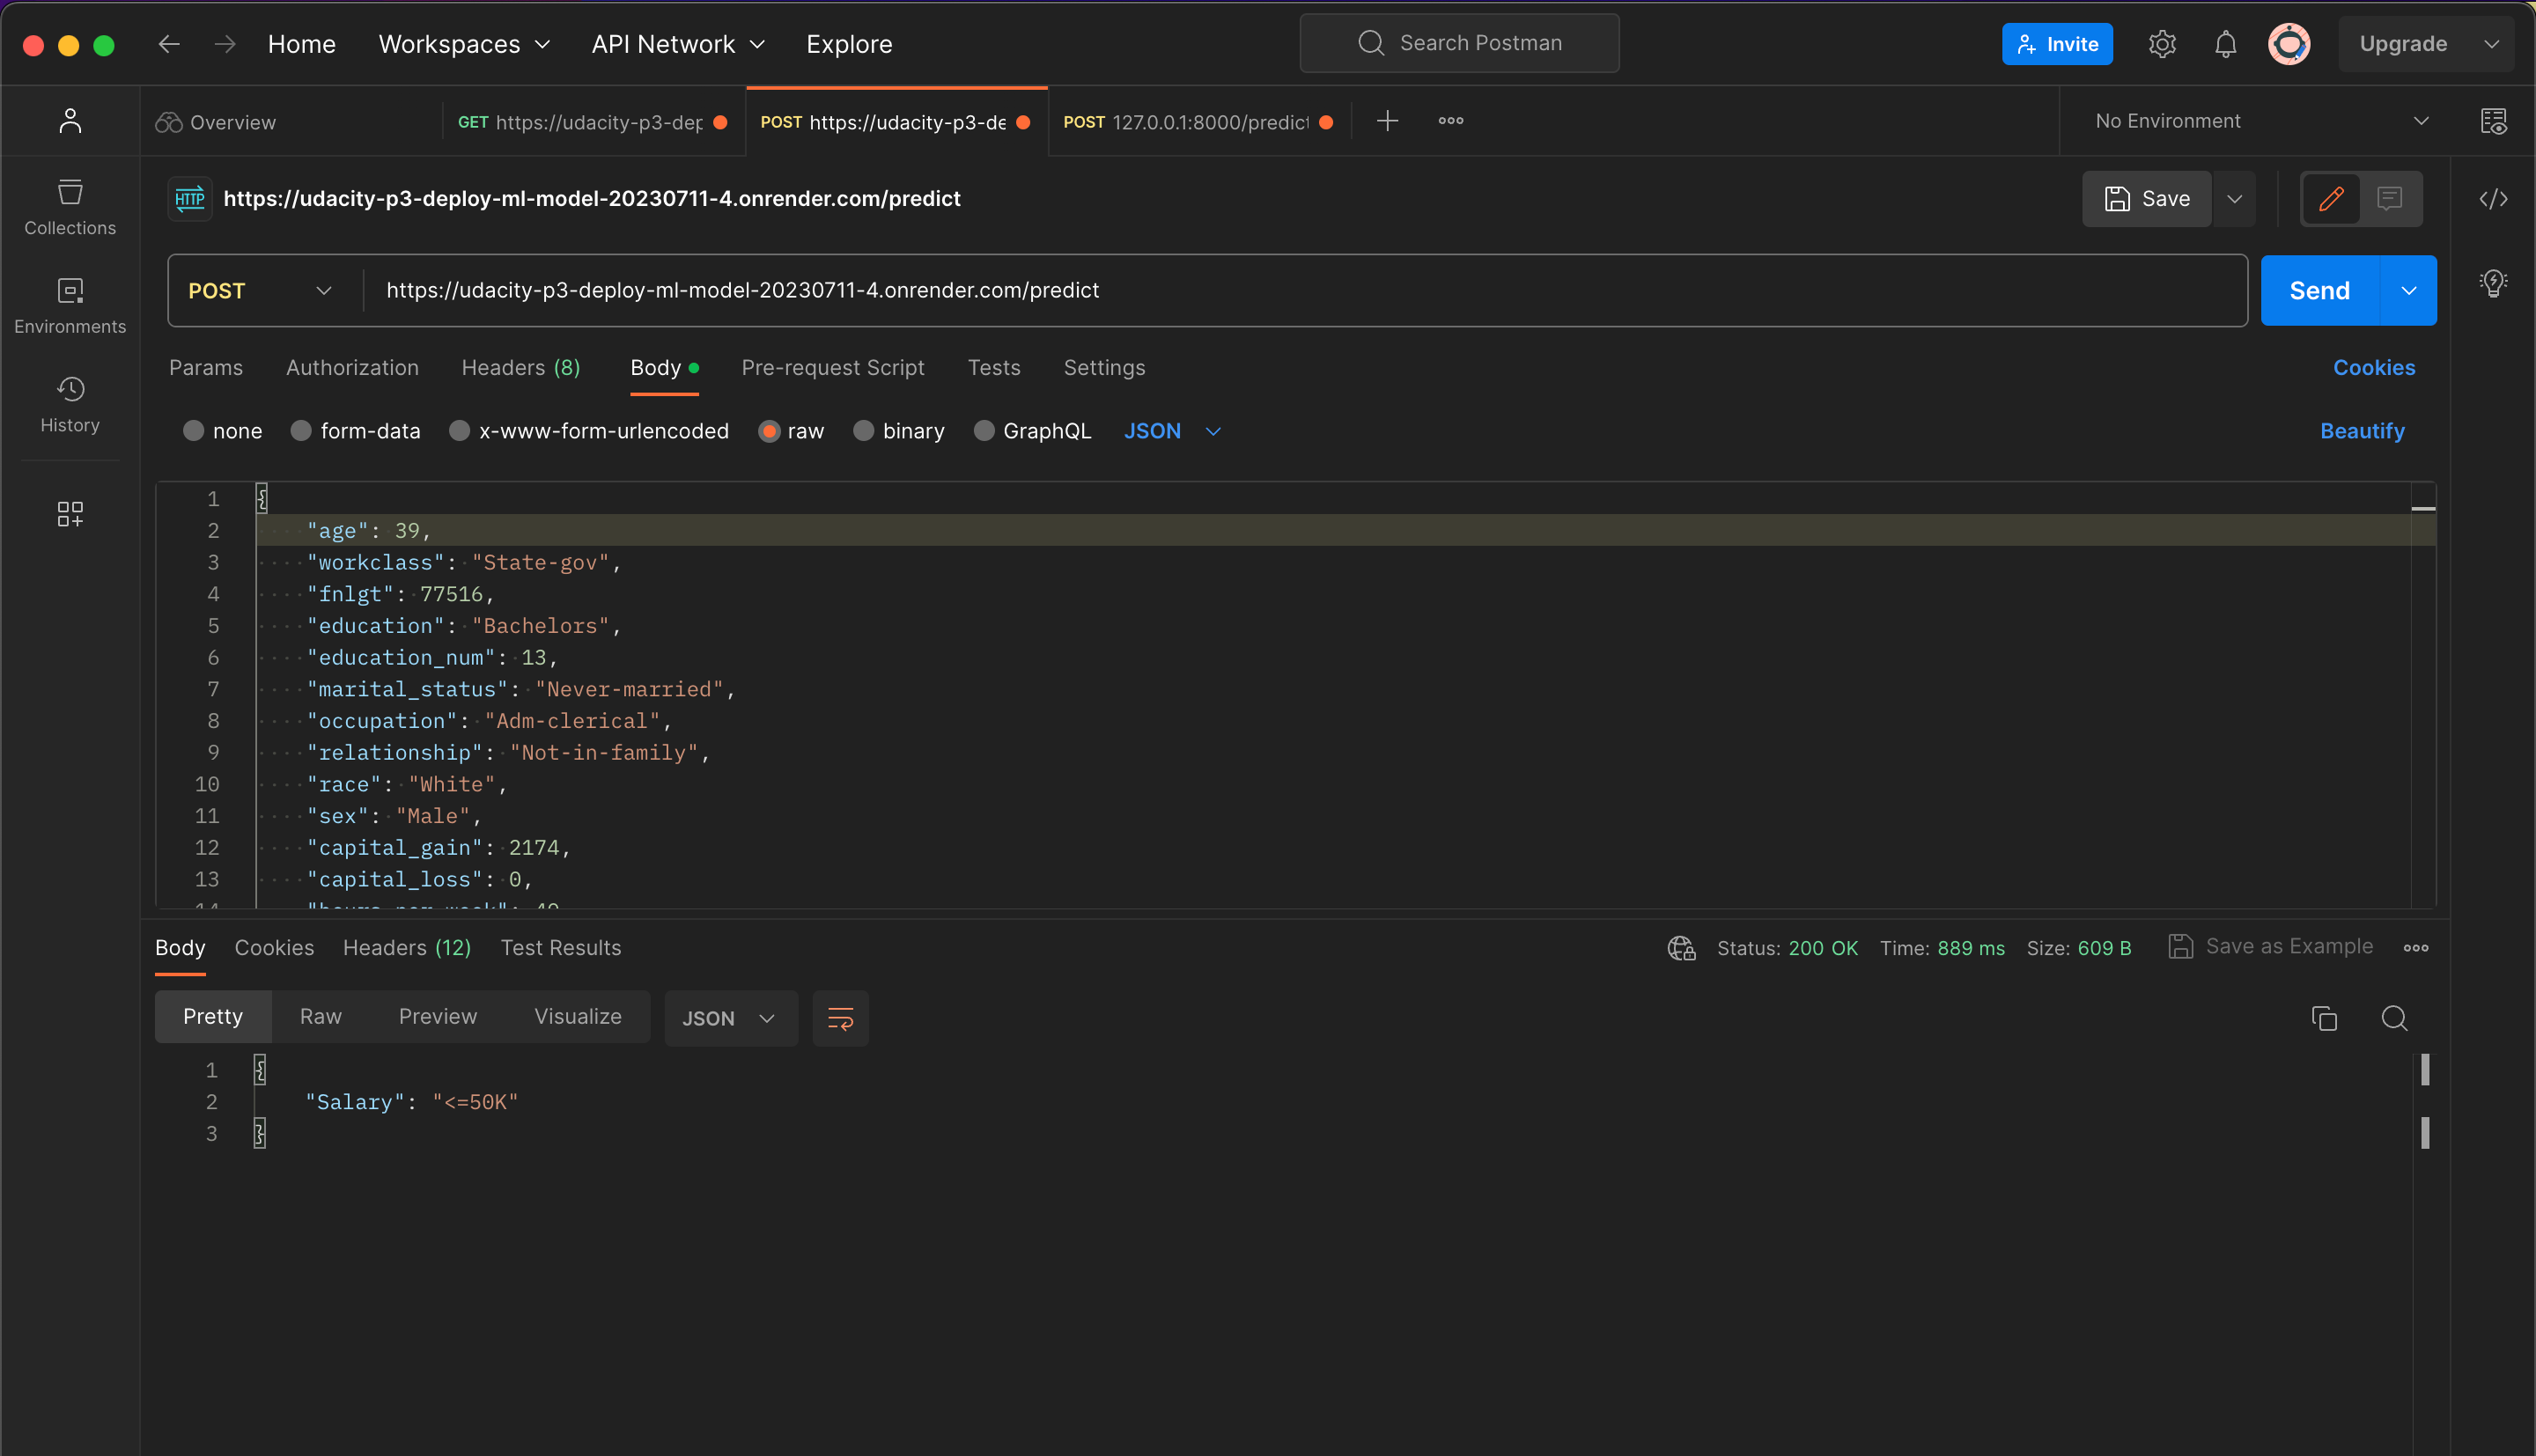 Home Workspaces API Network Explore Search Postman Invite Upgrade
Overview GET https://udacity-p3-dep POST https://udacity-p3-de POST 127.0.0.1:8000/predict No Environment
HTTP https://udacity-p3-deploy-ml-model-20230711-4.onrender.com/predict Save
Collections
Environments
History
POST https://udacity-p3-deploy-ml-model-20230711-4.onrender.com/predict Send
Params Authorization Headers (8) Body Pre-request Script Tests Settings Cookies
none form-data x-www-form-urlencoded raw binary GraphQL JSON Beautify
1 {
2 "age": 39,
3 "workclass": "State-gov",
4 "fnlgt": 77516,
5 "education": "Bachelors",
6 "education_num": 13,
7 "marital_status": "Never-married",
8 "occupation": "Adm-clerical",
9 "relationship": "Not-in-family",
10 "race": "White",
11 "sex": "Male",
12 "capital_gain": 2174,
13 "capital_loss": 0,
Body Cookies Headers (12) Test Results Status: 200 OK Time: 889 ms Size: 609 B Save as Example
Pretty Raw Preview Visualize JSON
1 {
2 "Salary": "<=50K"
3 }